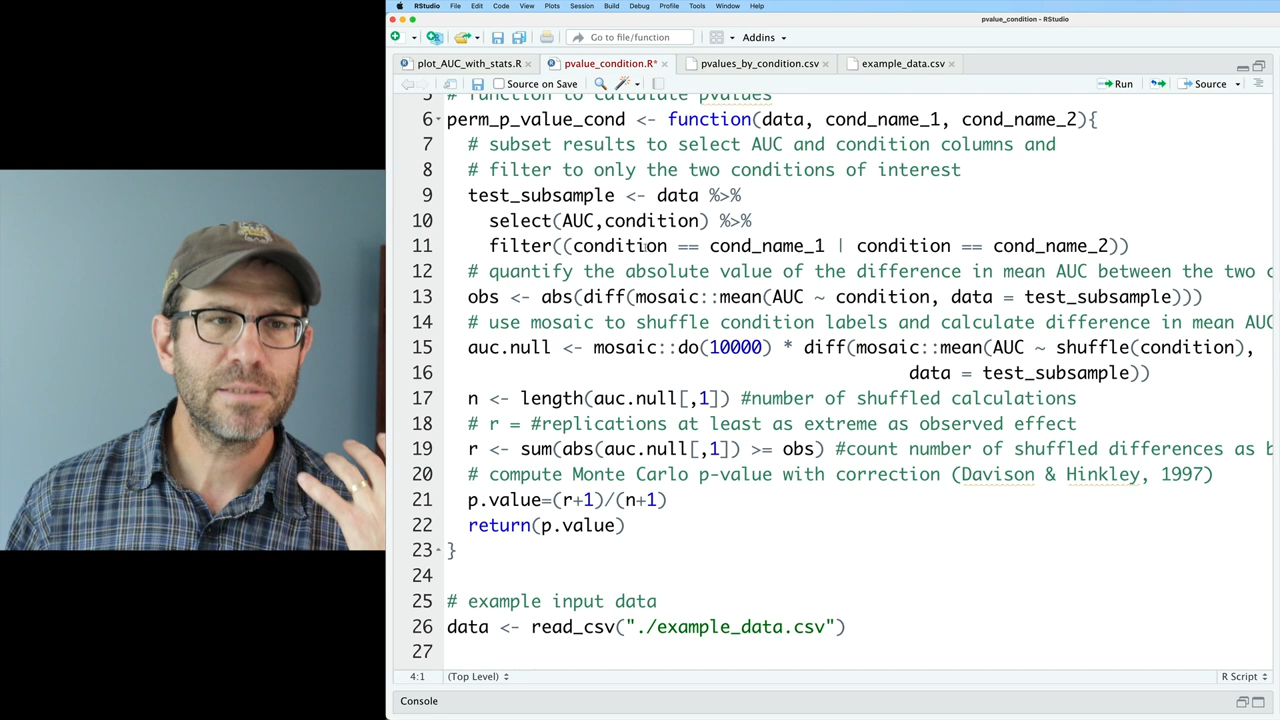 RStudio File Edit Code View Plots Session Build Debug Profile Tools Window Help
pvalue_condition - RStudio
Go to file/function Addins
plot_AUC_with_stats.R pvalue_condition.R* pvalues_by_condition.csv example_data.csv
Source on Save Run Source
5 # function to calculate pvalues
6 perm_p_value_cond <- function(data, cond_name_1, cond_name_2){
7 # subset results to select AUC and condition columns and
8 # filter to only the two conditions of interest
9 test_subsample <- data %>%
10 select(AUC,condition) %>%
11 filter((condition == cond_name_1 | condition == cond_name_2))
12 # quantify the absolute value of the difference in mean AUC between the two c
13 obs <- abs(diff(mosaic::mean(AUC ~ condition, data = test_subsample)))
14 # use mosaic to shuffle condition labels and calculate difference in mean AUC
15 auc.null <- mosaic::do(10000) * diff(mosaic::mean(AUC ~ shuffle(condition),
16 data = test_subsample))
17 n <- length(auc.null[,1]) #number of shuffled calculations
18 # r = #replications at least as extreme as observed effect
19 r <- sum(abs(auc.null[,1]) >= obs) #count number of shuffled differences as b
20 # compute Monte Carlo p-value with correction (Davison & Hinkley, 1997)
21 p.value=(r+1)/(n+1)
22 return(p.value)
23 }
24
25 # example input data
26 data <- read_csv("./example_data.csv")
27
4:1 (Top Level) R Script
Console